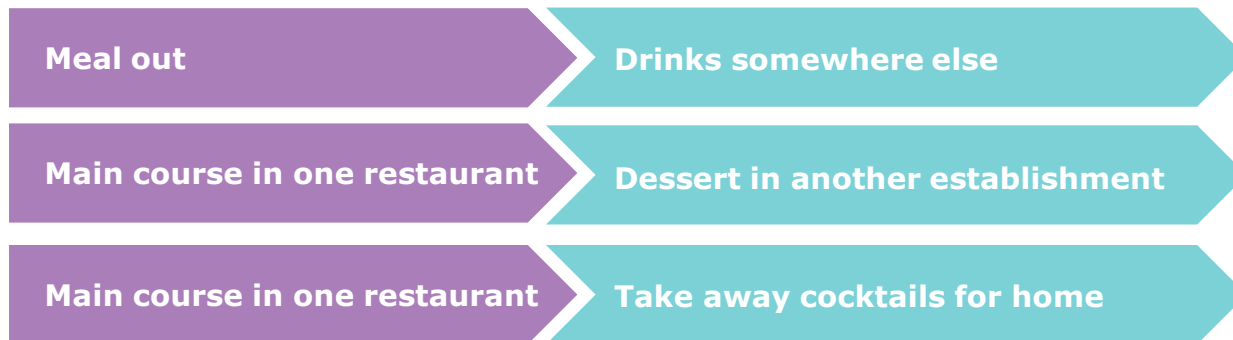 Meal out
Drinks somewhere else
Main course in one restaurant
Dessert in another establishment
Main course in one restaurant
Take away cocktails for home